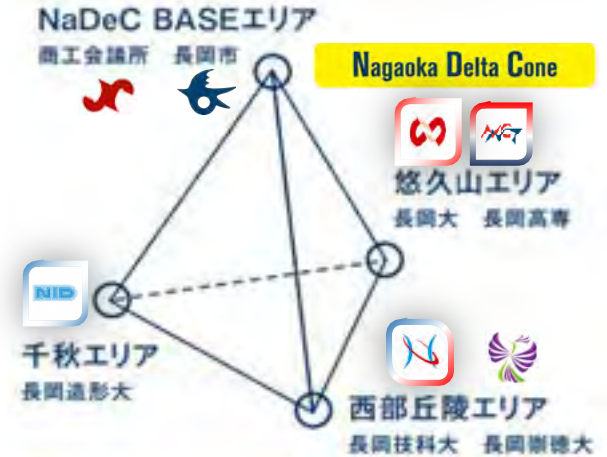 NaDeC BASEエリア
商工会議所 長岡市
Nagaoka Delta Cone
悠久山エリア
長岡大 長岡高専
NID
千秋エリア
長岡造形大
西部丘陵エリア
長岡技科大 長岡崇徳大